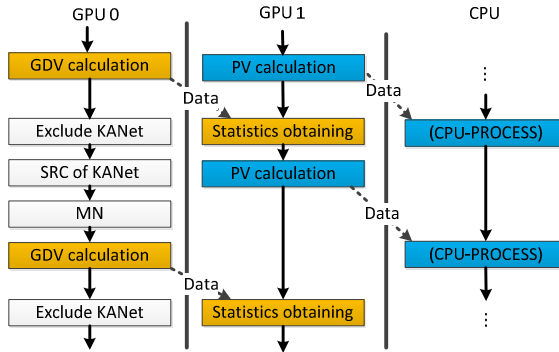 GPU 0
GDV calculation
Exclude KANet
SRC of KANet
MN
GDV calculation
Exclude KANet
Data
Data
GPU 1
PV calculation
Statistics obtaining
PV calculation
Statistics obtaining
Data
Data
CPU
...
(CPU-PROCESS)
(CPU-PROCESS)
...